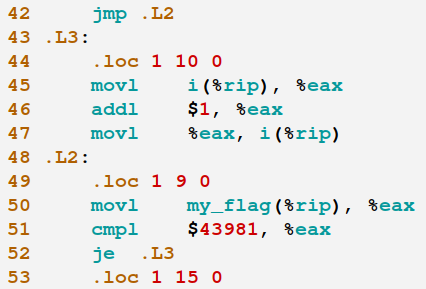 42     jmp .L2
43 .L3:
44     .loc 1 10 0
45     movl    i(%rip), %eax
46     addl    $1, %eax
47     movl    %eax, i(%rip)
48 .L2:
49     .loc 1 9 0
50     movl    my_flag(%rip), %eax
51     cmpl    $43981, %eax
52     je  .L3
53     .loc 1 15 0